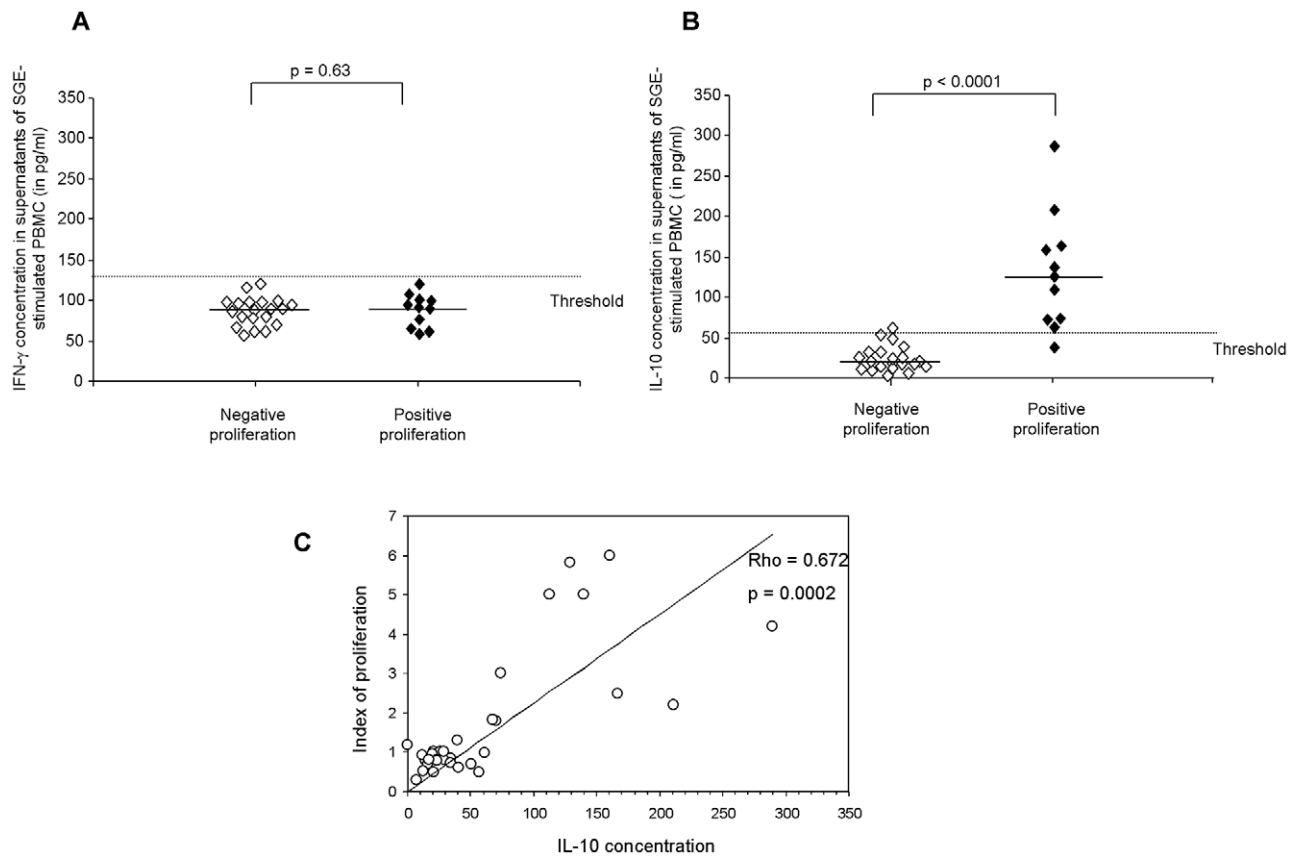 A
p = 0.63
IFN-γ concentration in supernatants of SGE-
stimulated PBMC (in pg/ml)
350
300
250
200
150
100
50
0
Threshold
Negative
proliferation
Positive
proliferation
B
p < 0.0001
IL-10 concentration in supernatants of SGE-
stimulated PBMC ( in pg/ml)
350
300
250
200
150
100
50
0
Threshold
Negative
proliferation
Positive
proliferation
C
Index of proliferation
7
6
5
4
3
2
1
0
Rho = 0.672
p = 0.0002
0 50 100 150 200 250 300 350
IL-10 concentration